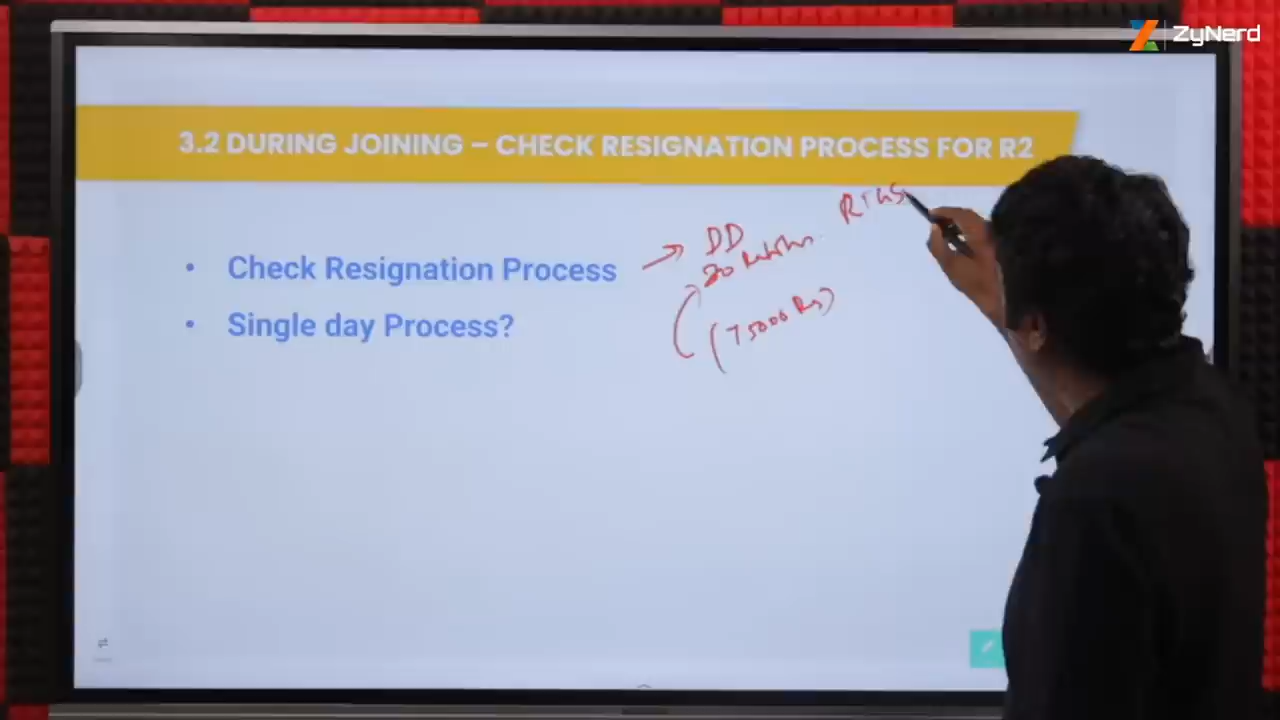 ZyNerd
3.2 DURING JOINING – CHECK RESIGNATION PROCESS FOR R2
RTGS
DD
20
(75000 Rs)
• Check Resignation Process
• Single day Process?